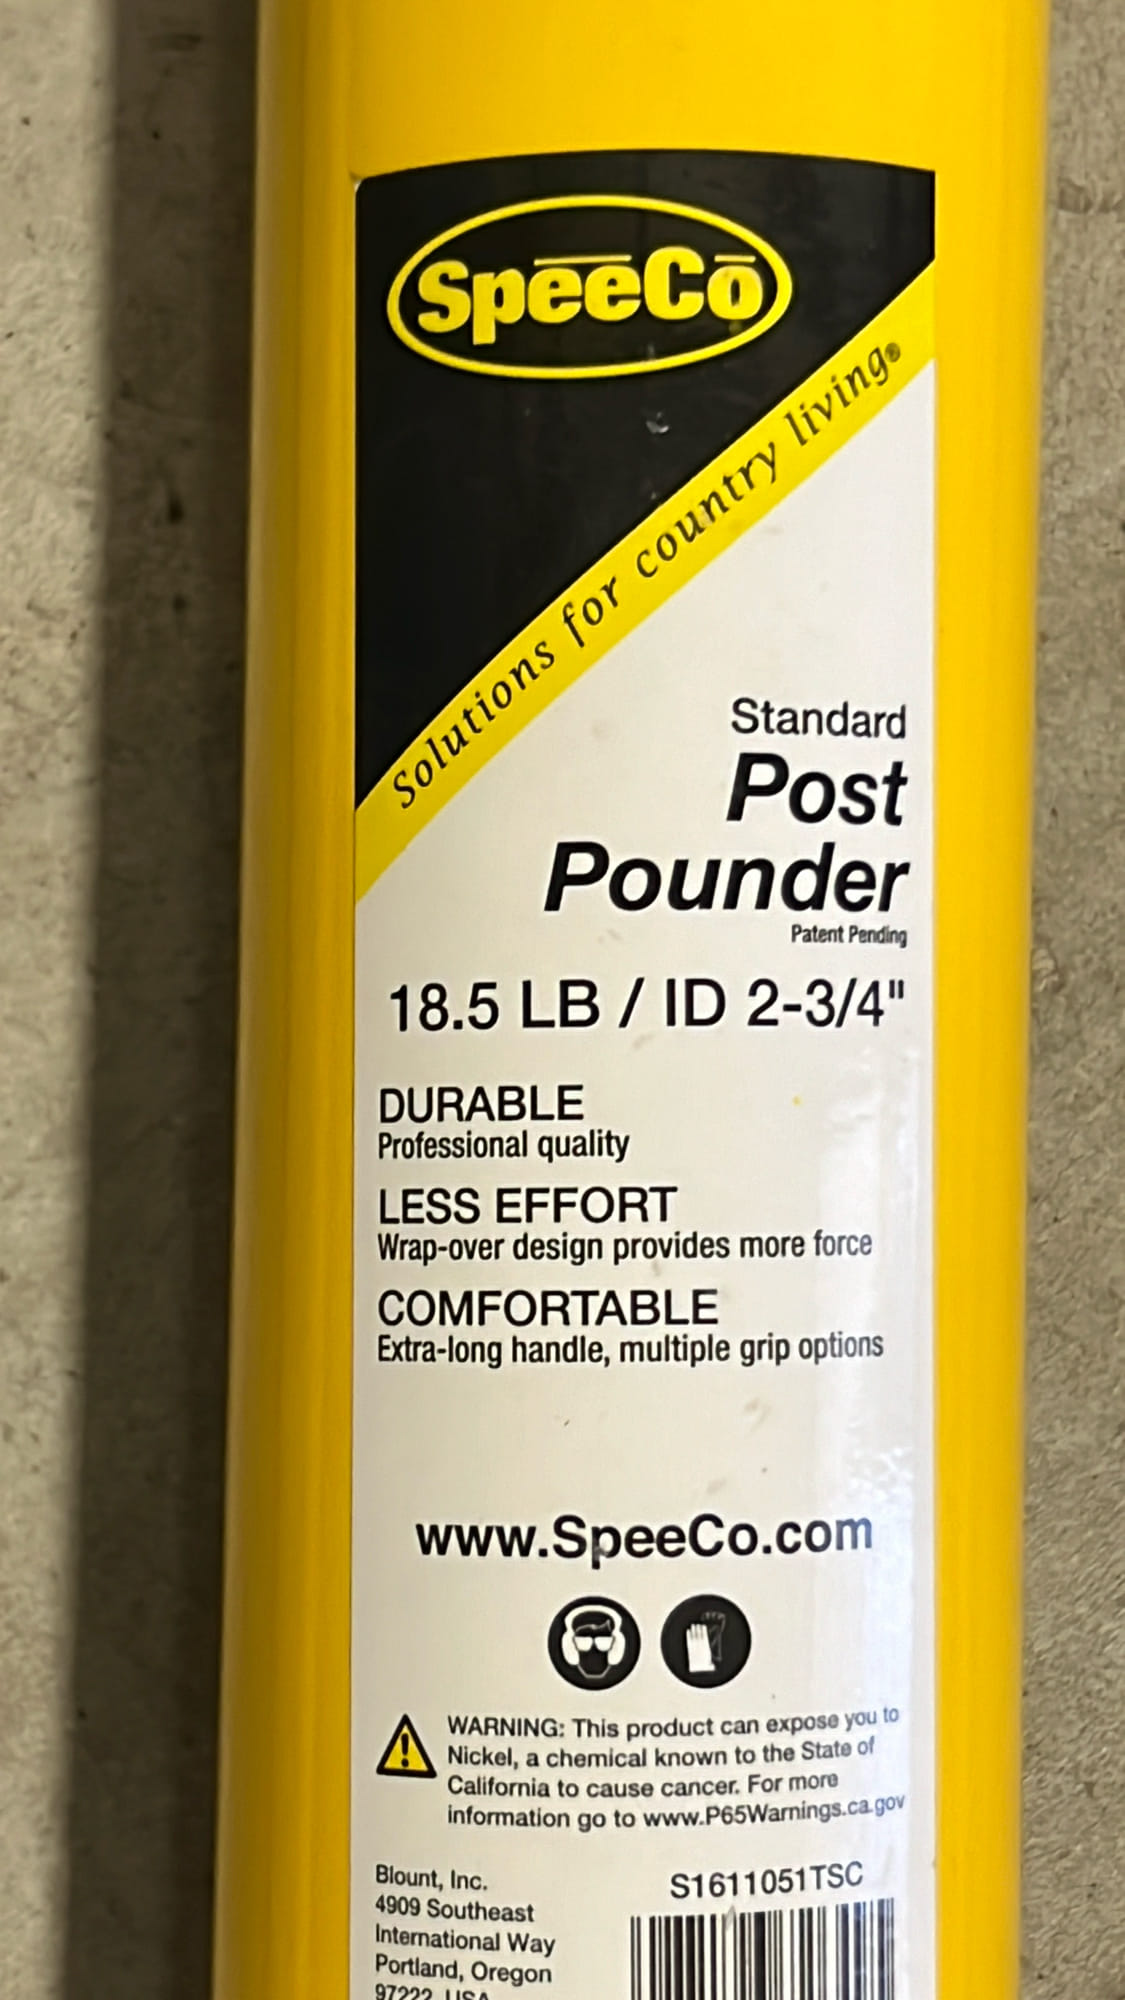 SpēēCō
Solutions for country living®
Standard
Post
Pounder
Patent Pending
18.5 LB / ID 2-3/4"
DURABLE
Professional quality
LESS EFFORT
Wrap-over design provides more force
COMFORTABLE
Extra-long handle, multiple grip options
www.SpeeCo.com
WARNING: This product can expose you to
Nickel, a chemical known to the State of
California to cause cancer. For more
information go to www.P65Warnings.ca.gov
Blount, Inc.
4909 Southeast
International Way
Portland, Oregon
97222 USA
S1611051TSC